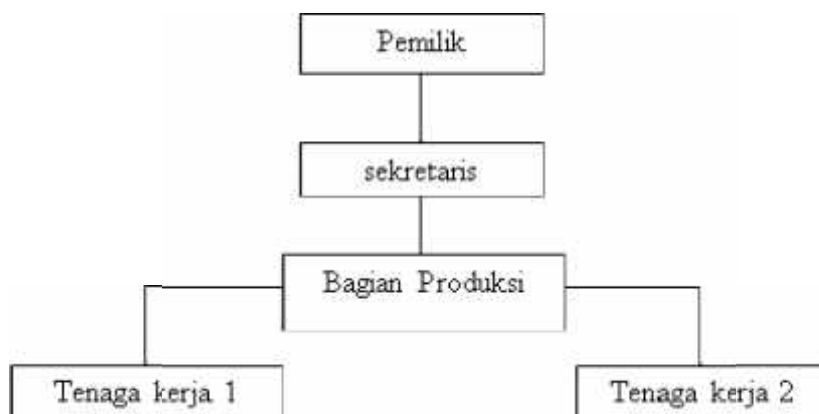 Pemilik
sekretaris
Bagian Produksi
Tenaga kerja 1
Tenaga kerja 2